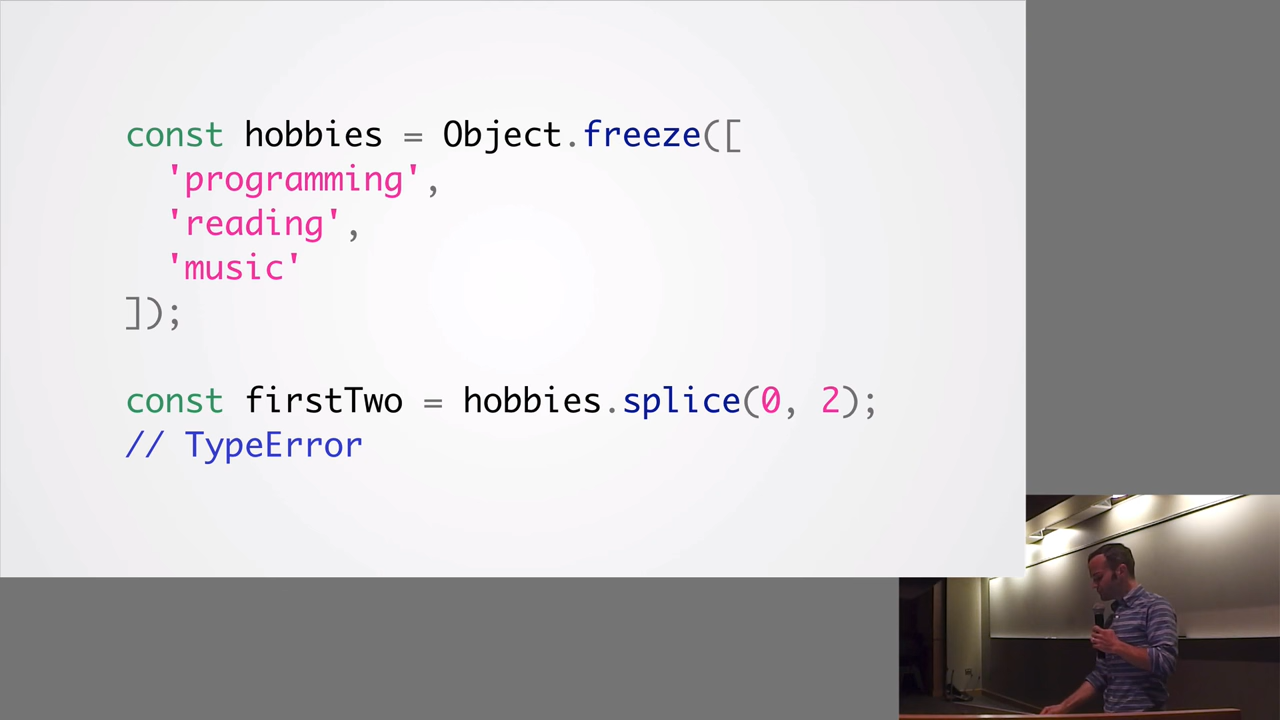 const hobbies = Object.freeze([
  'programming',
  'reading',
  'music'
]);
const firstTwo = hobbies.splice(0, 2);
// TypeError